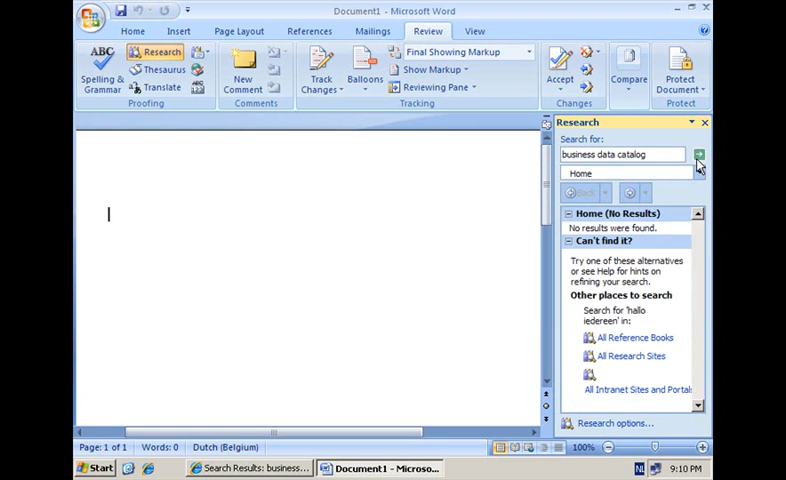 Document1 - Microsoft Word
Home Insert Page Layout References Mailings Review View
ABC
Spelling & Grammar
Research
Thesaurus
Translate
Proofing
New Comment
Comments
Track Changes
Balloons
Final Showing Markup
Show Markup
Reviewing Pane
Tracking
Accept
Changes
Compare
Protect Document
Protect
Research
Search for:
business data catalog
Home
Back
Home (No Results)
No results were found.
Can't find it?
Try one of these alternatives
or see Help for hints on
refining your search.
Other places to search
Search for 'hallo
iedereen' in:
All Reference Books
All Research Sites
All Intranet Sites and Portals
Research options...
Page: 1 of 1 Words: 0 Dutch (Belgium) 100%
Start Search Results: business... Document1 - Microso... NL 9:10 PM